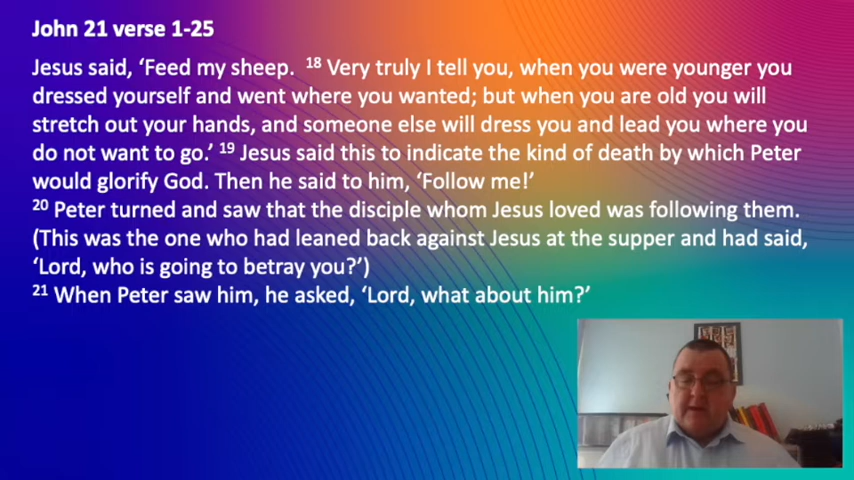 John 21 verse 1-25
Jesus said, ‘Feed my sheep. 18 Very truly I tell you, when you were younger you
dressed yourself and went where you wanted; but when you are old you will
stretch out your hands, and someone else will dress you and lead you where you
do not want to go.’ 19 Jesus said this to indicate the kind of death by which Peter
would glorify God. Then he said to him, ‘Follow me!’
20 Peter turned and saw that the disciple whom Jesus loved was following them.
(This was the one who had leaned back against Jesus at the supper and had said,
‘Lord, who is going to betray you?’)
21 When Peter saw him, he asked, ‘Lord, what about him?’